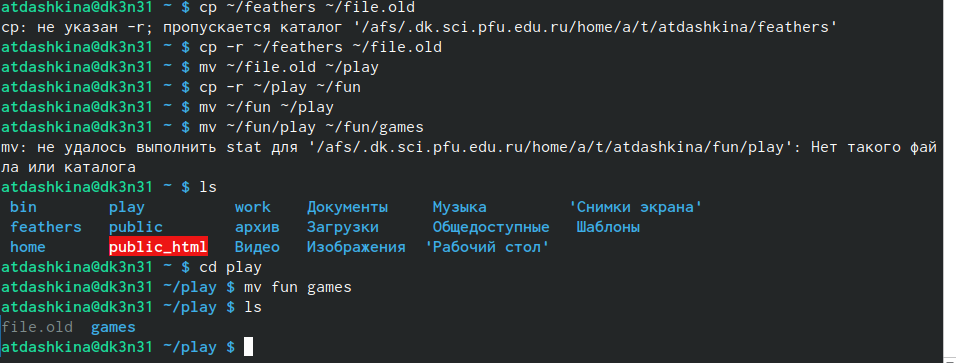 atdashkina@dk3n31 ~ $ cp ~/feathers ~/file.old
cp: не указан -r; пропускается каталог '/afs/.dk.sci.pfu.edu.ru/home/a/t/atdashkina/feathers'
atdashkina@dk3n31 ~ $ cp -r ~/feathers ~/file.old
atdashkina@dk3n31 ~ $ mv ~/file.old ~/play
atdashkina@dk3n31 ~ $ cp -r ~/play ~/fun
atdashkina@dk3n31 ~ $ mv ~/fun ~/play
atdashkina@dk3n31 ~ $ mv ~/fun/play ~/fun/games
mv: не удалось выполнить stat для '/afs/.dk.sci.pfu.edu.ru/home/a/t/atdashkina/fun/play': Нет такого фай
ла или каталога
atdashkina@dk3n31 ~ $ ls
bin play work Документы Музыка 'Снимки экрана'
feathers public архив Загрузки Общедоступные Шаблоны
home public_html Видео Изображения 'Рабочий стол'
atdashkina@dk3n31 ~ $ cd play
atdashkina@dk3n31 ~/play $ mv fun games
atdashkina@dk3n31 ~/play $ ls
file.old games
atdashkina@dk3n31 ~/play $